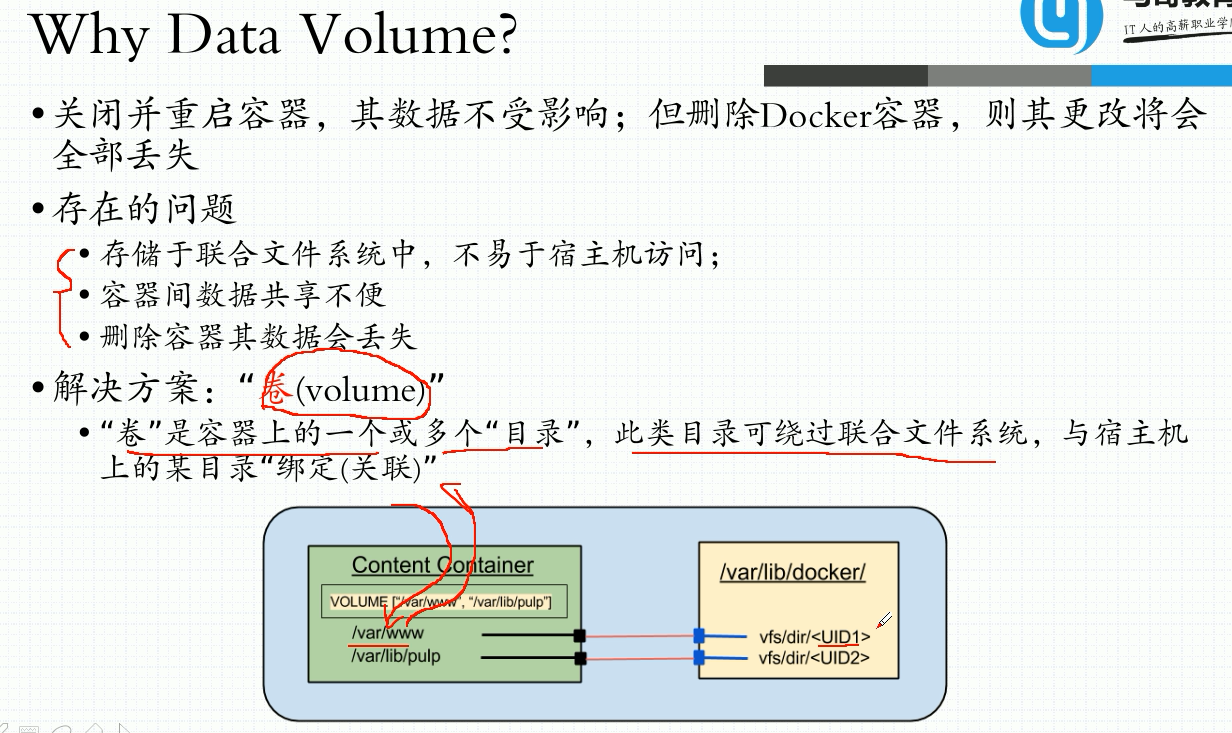 Why Data Volume?
IT人的高薪职业学
•关闭并重启容器，其数据不受影响；但删除Docker容器，则其更改将会
全部丢失
•存在的问题
•存储于联合文件系统中，不易于宿主机访问；
•容器间数据共享不便
•删除容器其数据会丢失
•解决方案：“卷(volume)”
•“卷”是容器上的一个或多个“目录”，此类目录可绕过联合文件系统，与宿主机
上的某目录“绑定(关联)”
Content Container
VOLUME ["/var/www", "/var/lib/pulp"]
/var/www
/var/lib/pulp
/var/lib/docker/
vfs/dir/<UID1>
vfs/dir/<UID2>